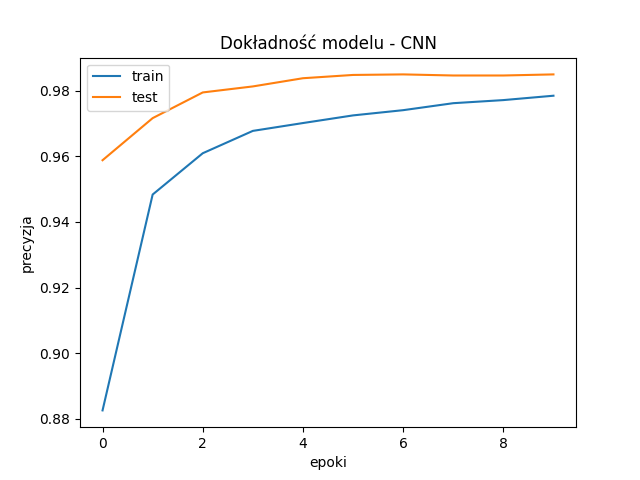 Dokładność modelu - CNN
train
test
0.98
0.96
0.94
0.92
0.90
0.88
precyzja
0 2 4 6 8
epoki